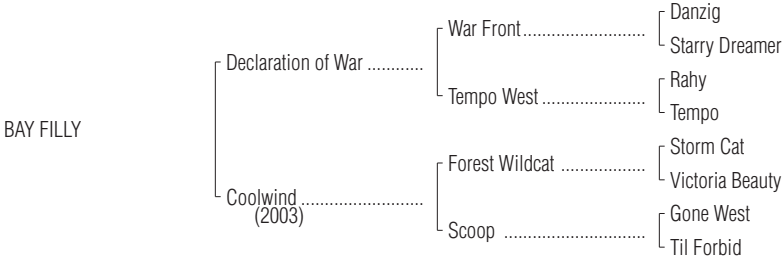 Danzig
War Front..............................
Starry Dreamer
Declaration of War ............
Rahy
Tempo West .........................
Tempo
BAY FILLY
Storm Cat
Forest Wildcat .....................
Victoria Beauty
Coolwind ..........................
(2003)
Gone West
Scoop ...................................
Til Forbid